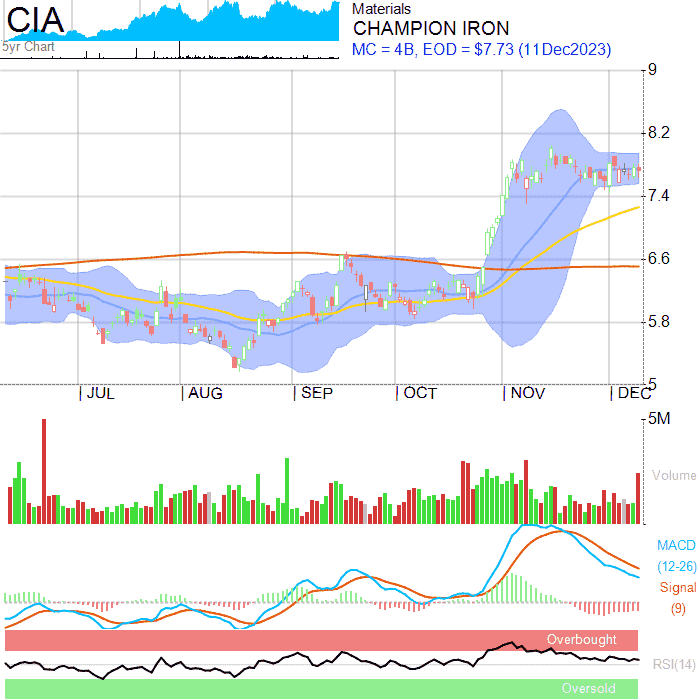 CIA
5yr Chart
Materials
CHAMPION IRON
MC = 4B, EOD = $7.73 (11Dec2023)
9
8.2
7.4
6.6
5.8
5
JUL AUG SEP OCT NOV DEC
5M
Volume
MACD
(12-26)
Signal
(9)
Overbought
RSI(14)
Oversold